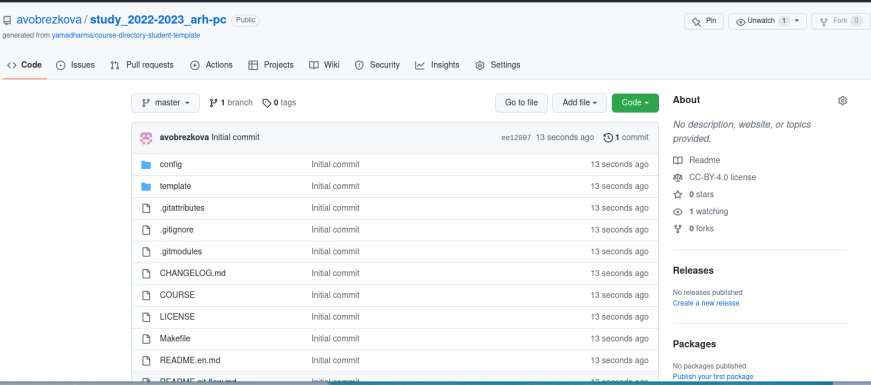 avobrezkova / study_2022-2023_arh-pc Public
Pin Unwatch 1 Fork 0
generated from yamadharma/course-directory-student-template
Code Issues Pull requests Actions Projects Wiki Security Insights Settings
master 1 branch 0 tags Go to file Add file Code
avobrezkova Initial commit ee12007 13 seconds ago 1 commit
config Initial commit 13 seconds ago
template Initial commit 13 seconds ago
.gitattributes Initial commit 13 seconds ago
.gitignore Initial commit 13 seconds ago
.gitmodules Initial commit 13 seconds ago
CHANGELOG.md Initial commit 13 seconds ago
COURSE Initial commit 13 seconds ago
LICENSE Initial commit 13 seconds ago
Makefile Initial commit 13 seconds ago
README.en.md Initial commit 13 seconds ago
README.git-flow.md Initial commit 13 seconds ago
About
No description, website, or topics
provided.
Readme
CC-BY-4.0 license
0 stars
1 watching
0 forks
Releases
No releases published
Create a new release
Packages
No packages published
Publish your first package